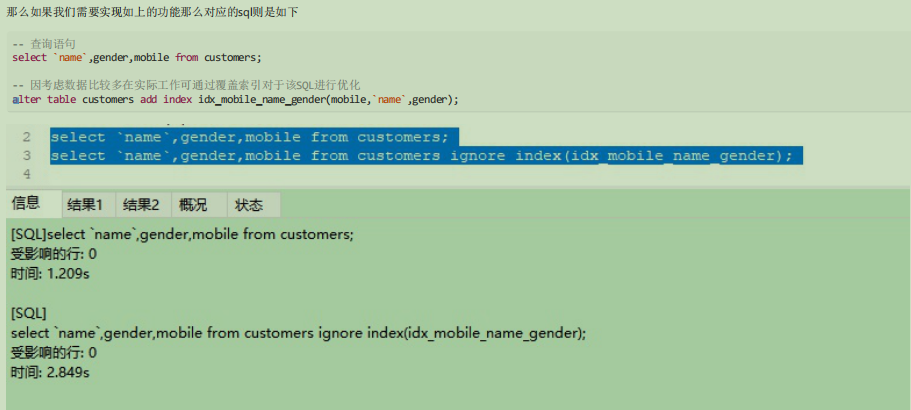 那么如果我们需要实现如上的功能那么对应的sql则是如下
-- 查询语句
select `name`,gender,mobile from customers;
-- 因考虑数据比较多在实际工作可通过覆盖索引对于该SQL进行优化
alter table customers add index idx_mobile_name_gender(mobile,`name`,gender);
2 select `name`,gender,mobile from customers;
3 select `name`,gender,mobile from customers ignore index(idx_mobile_name_gender);
4
信息 结果1 结果2 概况 状态
[SQL]select `name`,gender,mobile from customers;
受影响的行: 0
时间: 1.209s
[SQL]
select `name`,gender,mobile from customers ignore index(idx_mobile_name_gender);
受影响的行: 0
时间: 2.849s